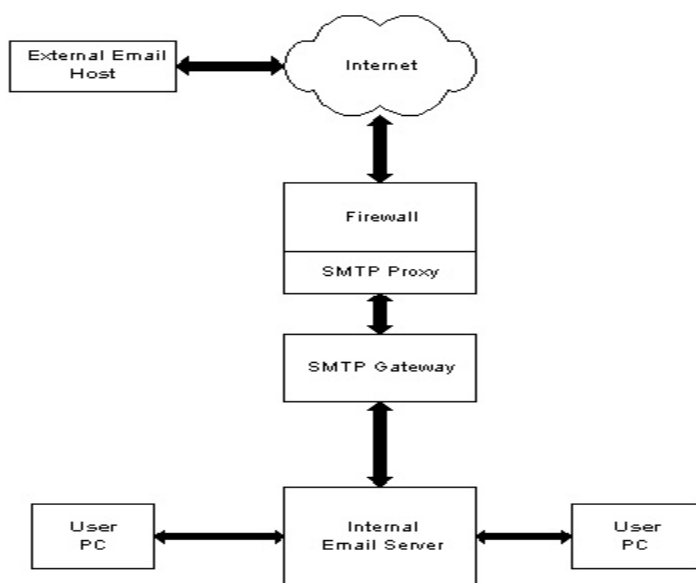 External Email
Host
Internet
Firewall
SMTP Proxy
SMTP Gateway
User
PC
Internal
Email Server
User
PC